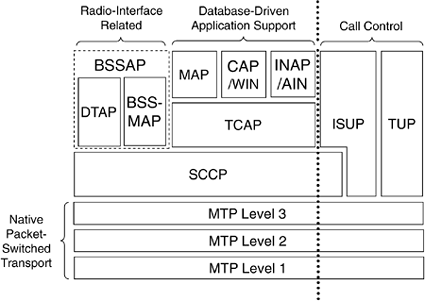 Radio-Interface
Related
Database-Driven
Application Support
Call Control
BSSAP
DTAP
BSS-
MAP
MAP
CAP
/WIN
INAP
/AIN
TCAP
ISUP
TUP
SCCP
Native
Packet-
Switched
Transport
MTP Level 3
MTP Level 2
MTP Level 1